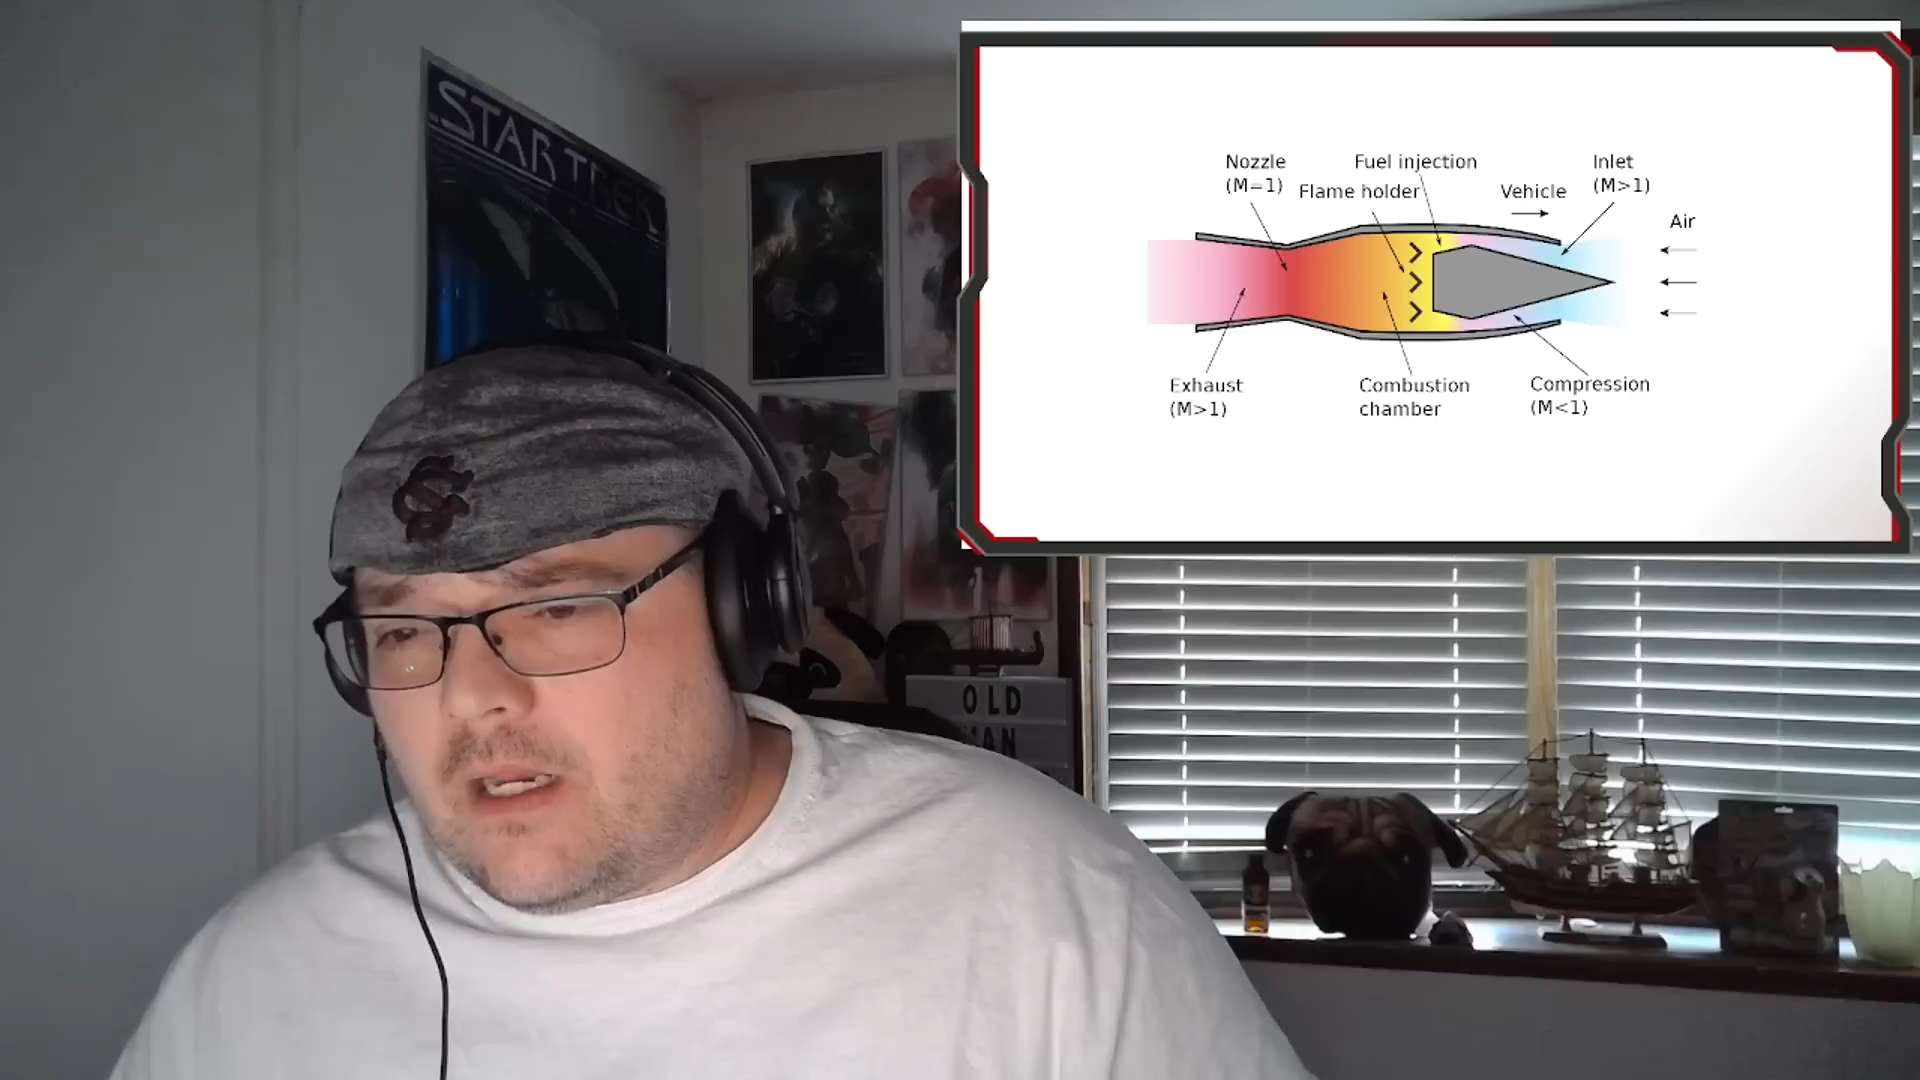 STAR TREK
Nozzle
(M=1)
Fuel injection
Flame holder
Vehicle
Inlet
(M>1)
Air
Exhaust
(M>1)
Combustion
chamber
Compression
(M<1)
OLD
MAN